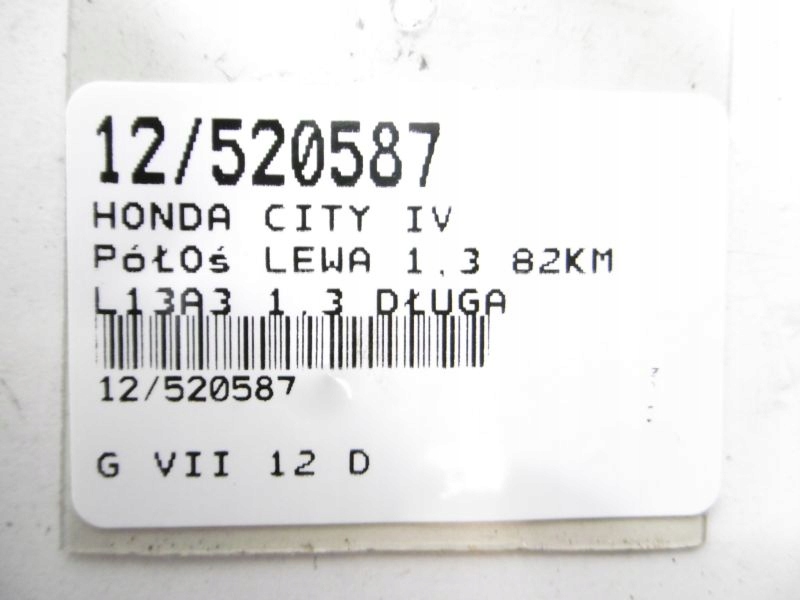 12/520587
HONDA CITY IV
PółOś LEWA 1.3 82KM
L13A3 1.3 DŁUGA
12/520587
G VII 12 D